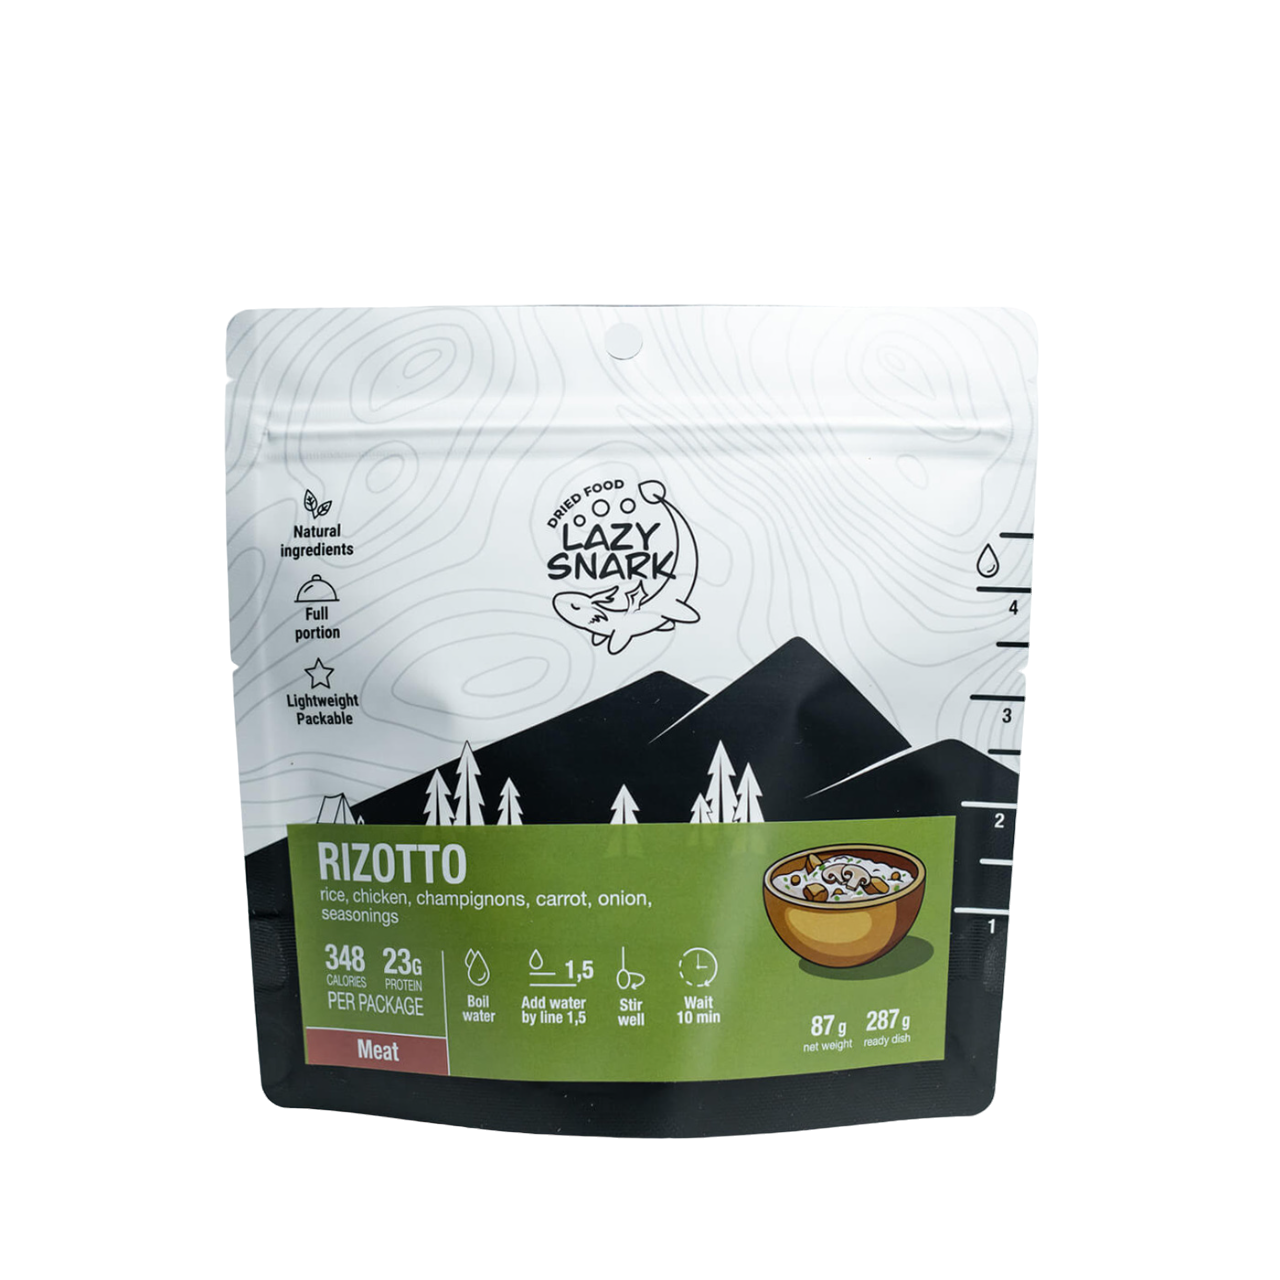 DRIED FOOD
LAZY
SNARK
Natural
ingredients
Full
portion
Lightweight
Packable
4
3
2
1
RIZOTTO
rice, chicken, champignons, carrot, onion,
seasonings
348
CALORIES
23G
PROTEIN
PER PACKAGE
Meat
Boil
water
1,5
Add water
by line 1,5
Stir
well
Wait
10 min
87 g
net weight
287 g
ready dish